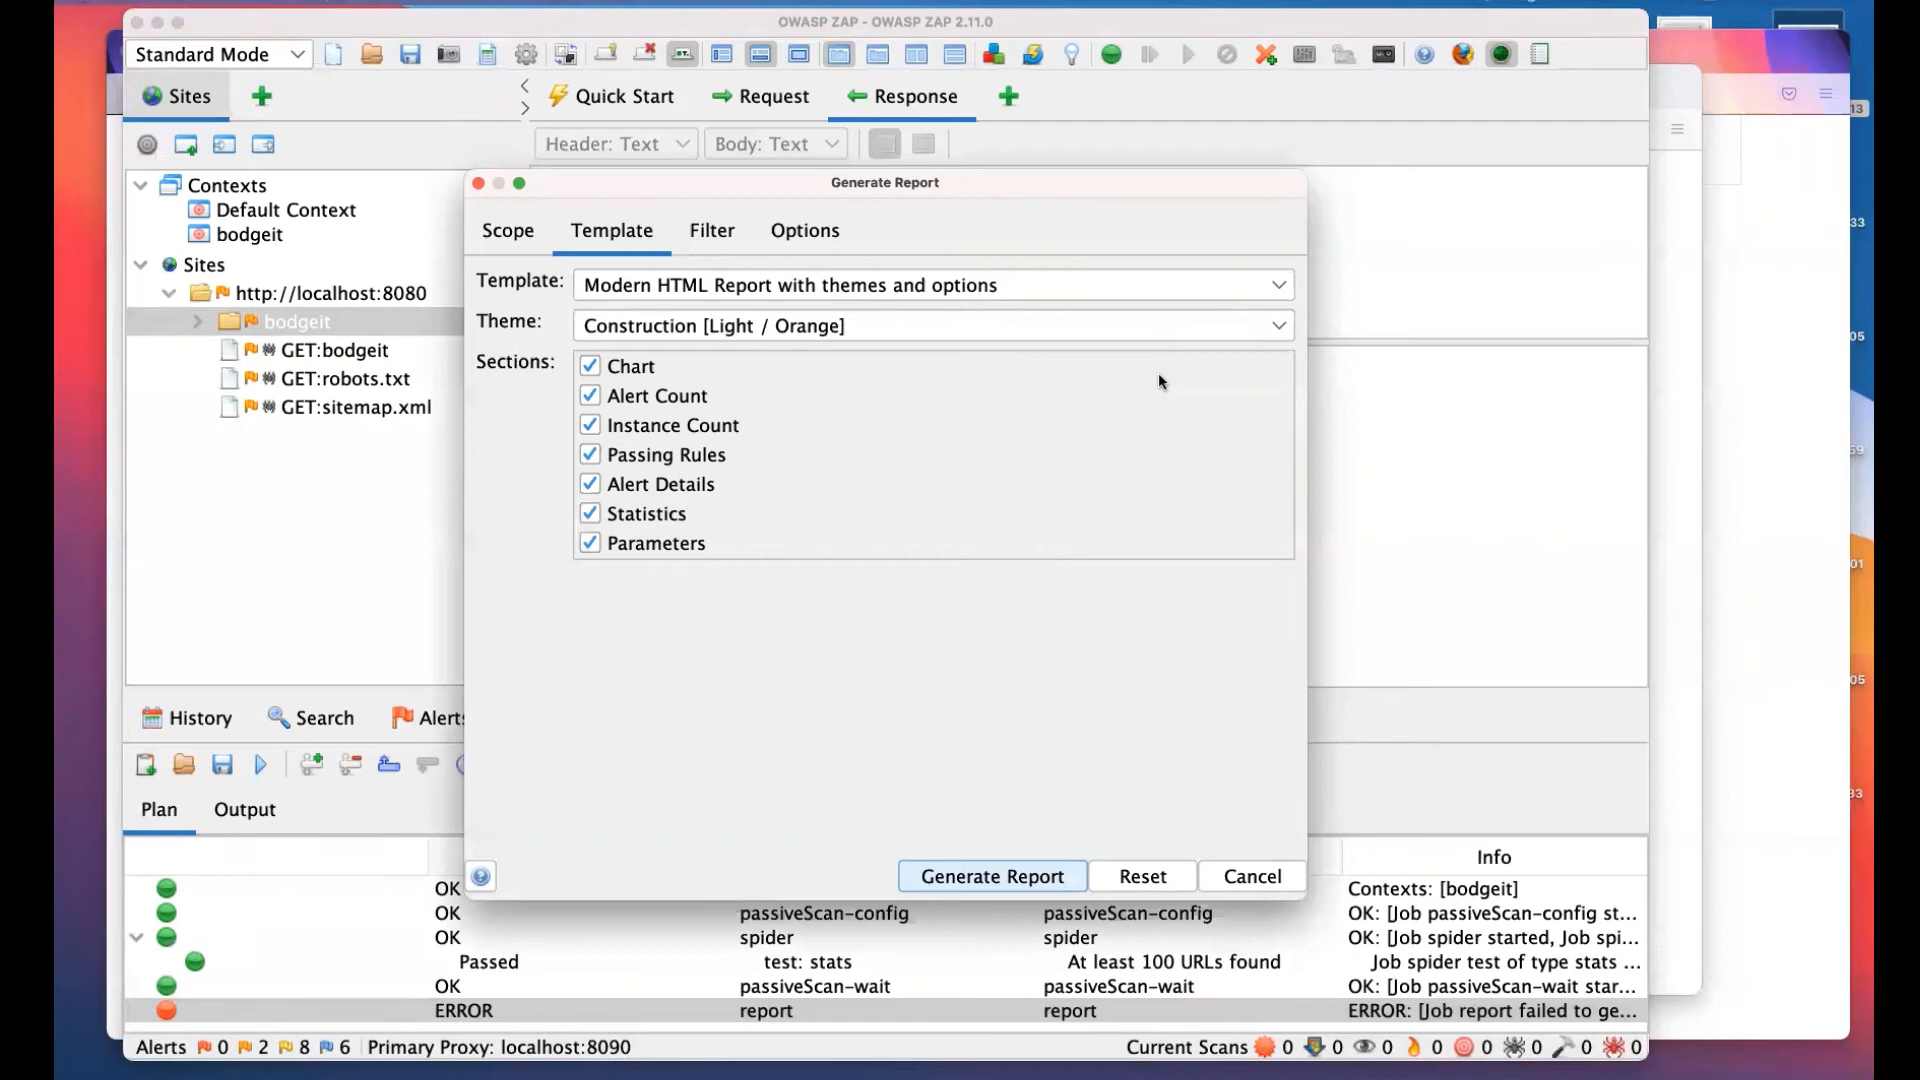 OWASP ZAP - OWASP ZAP 2.11.0
Standard Mode
Sites
Quick Start
Request
Response
13
Header: Text
Body: Text
Contexts
Default Context
bodgeit
Sites
http://localhost:8080
bodgeit
GET:bodgeit
GET:robots.txt
GET:sitemap.xml
Generate Report
Scope
Template
Filter
Options
Template:
Modern HTML Report with themes and options
Theme:
Construction [Light / Orange]
Sections:
Chart
Alert Count
Instance Count
Passing Rules
Alert Details
Statistics
Parameters
Generate Report
Reset
Cancel
33
05
59
01
05
33
History
Search
Alerts
Plan
Output
Info
OK
Contexts: [bodgeit]
OK passiveScan-config passiveScan-config OK: [Job passiveScan-config st...
OK spider spider OK: [Job spider started, Job spi...
Passed test: stats At least 100 URLs found Job spider test of type stats ...
OK passiveScan-wait passiveScan-wait OK: [Job passiveScan-wait star...
ERROR report report ERROR: [Job report failed to ge...
Alerts 0 2 8 6 Primary Proxy: localhost:8090 Current Scans 0 0 0 0 0 0 0 0